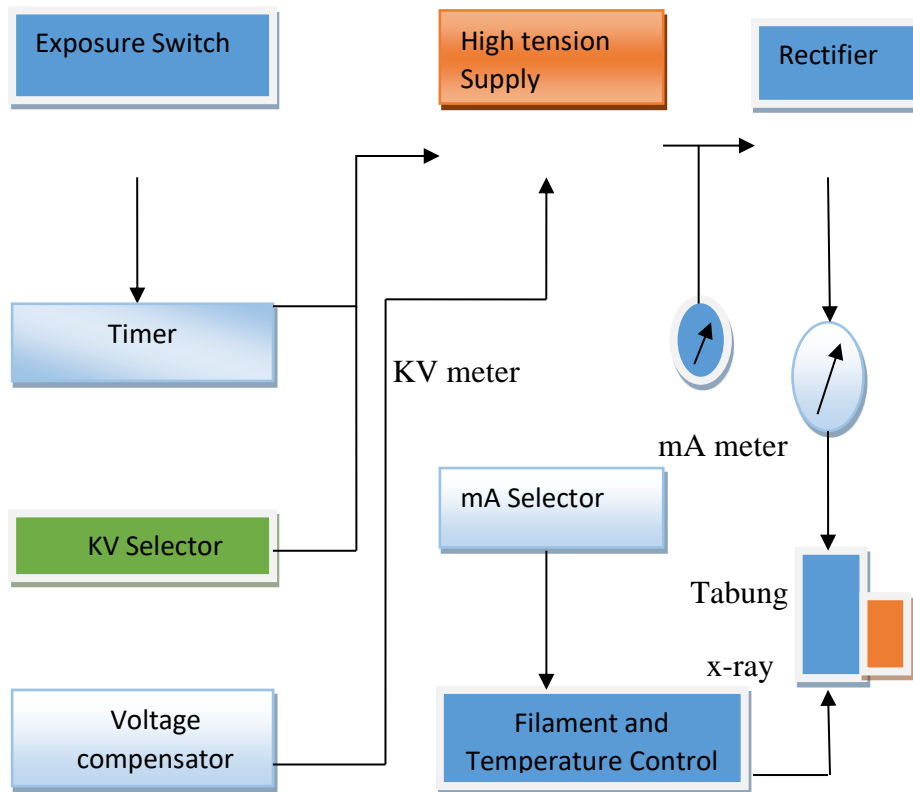 Exposure Switch
High tension
Supply
Rectifier
Timer
KV meter
mA meter
mA Selector
KV Selector
Tabung
x-ray
Voltage
compensator
Filament and
Temperature Control